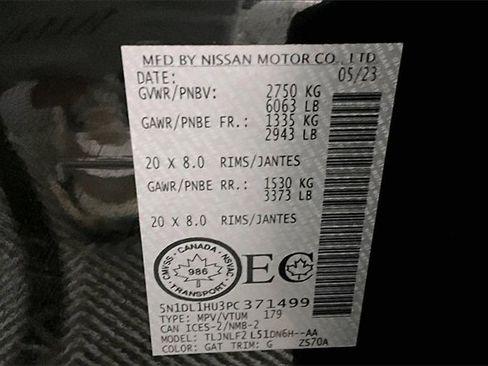 MFD BY NISSAN MOTOR CO., LTD
DATE: 05/23
GVWR/PNBV: 2750 KG
6063 LB
GAWR/PNBE FR.: 1335 KG
2943 LB
20 X 8.0 RIMS/JANTES
GAWR/PNBE RR.: 1530 KG
3373 LB
20 X 8.0 RIMS/JANTES
CANADA
CMVSS · NSVAC
986
TRANSPORT
EC
5N1DL1HU3PC371499
TYPE: MPV/VTUM 179
CAN ICES-2/NMB-2
MODEL: TLJNLF2 L51DN6H--AA
COLOR: GAT TRIM: G ZS70A